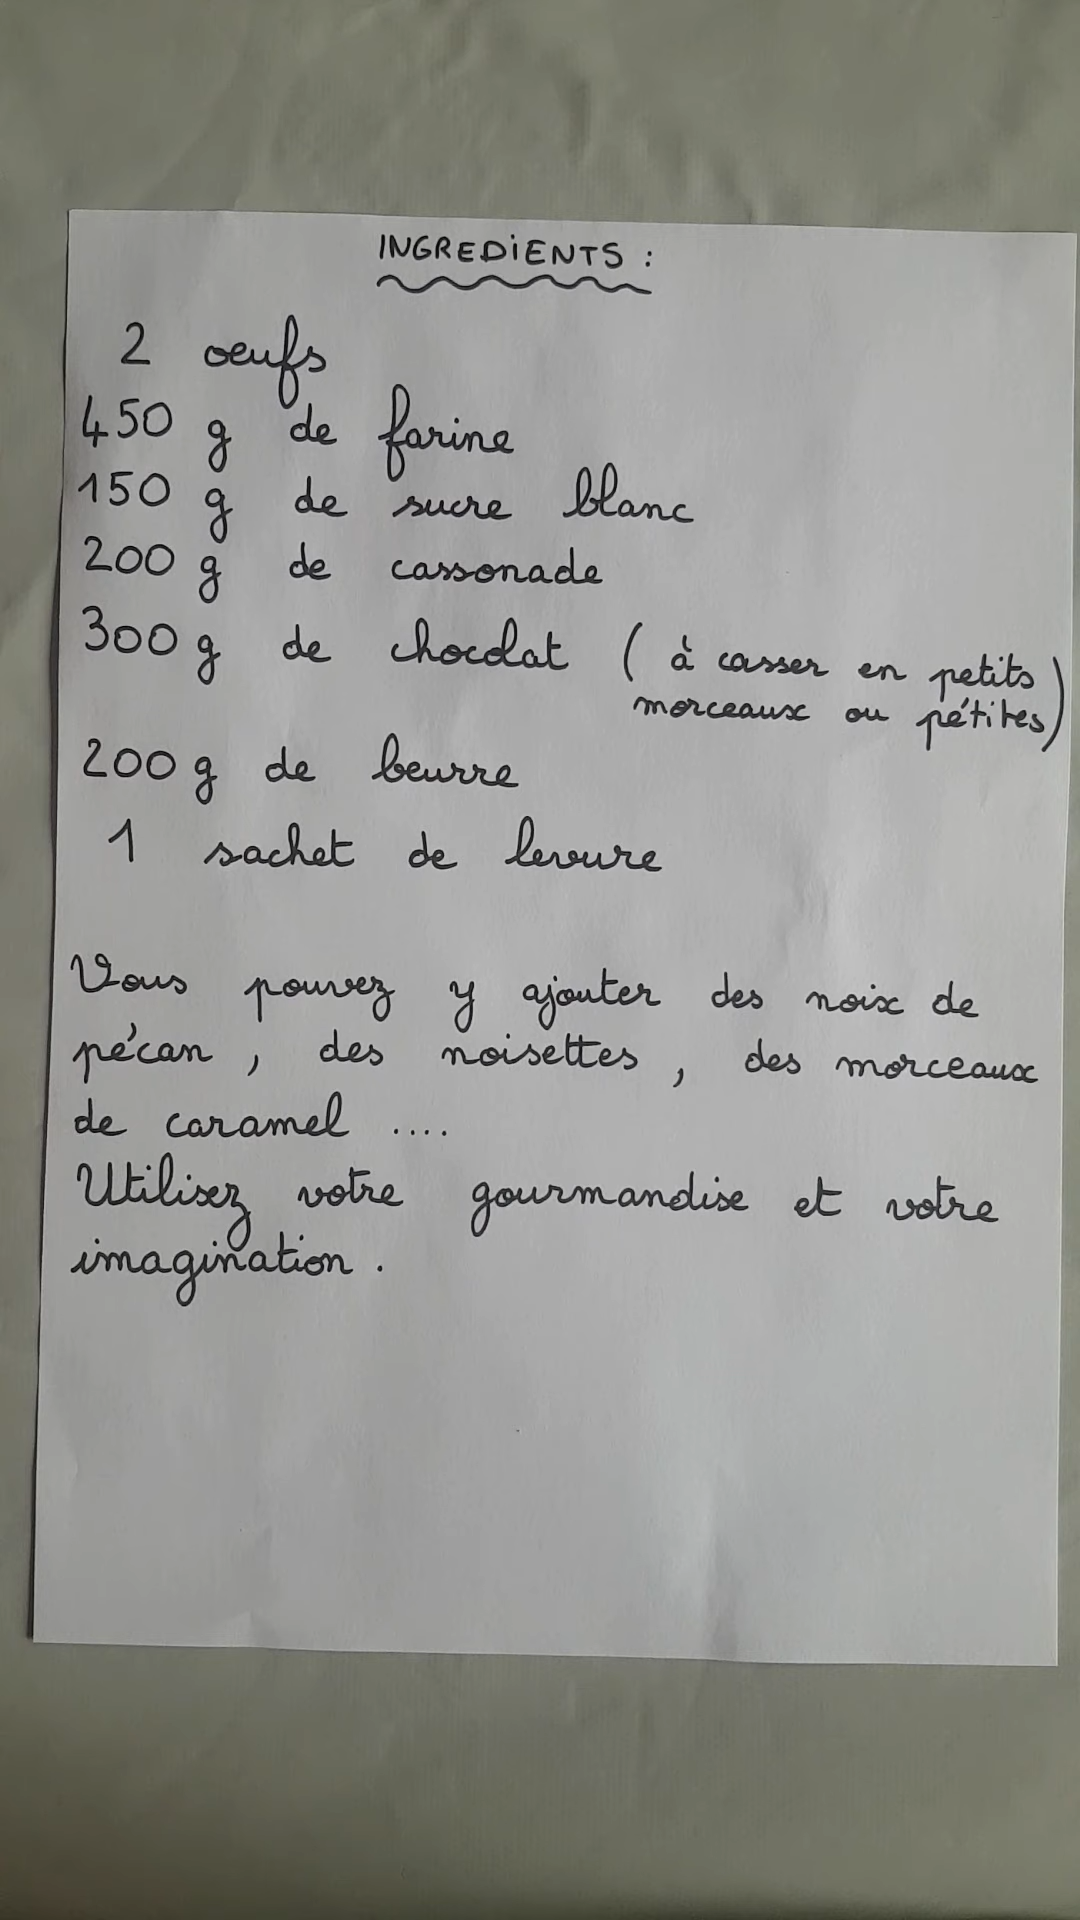 INGREDIENTS :
2 oeufs
450 g de farine
150 g de sucre blanc
200 g de cassonade
300 g de chocolat ( à casser en petits
morceaux ou pétites)
200 g de beurre
1 sachet de levure
Vous pouvez y ajouter des noix de
pécan , des noisettes , des morceaux
de caramel ....
Utilisez votre gourmandise et votre
imagination .